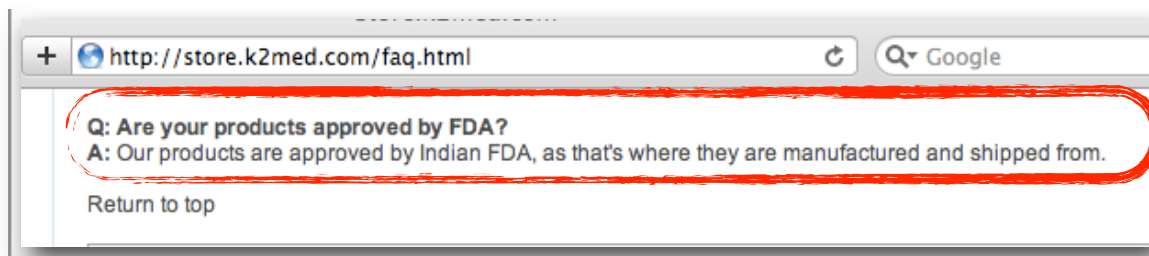 http://store.k2med.com/faq.html
Google
Q: Are your products approved by FDA?
A: Our products are approved by Indian FDA, as that's where they are manufactured and shipped from.
Return to top